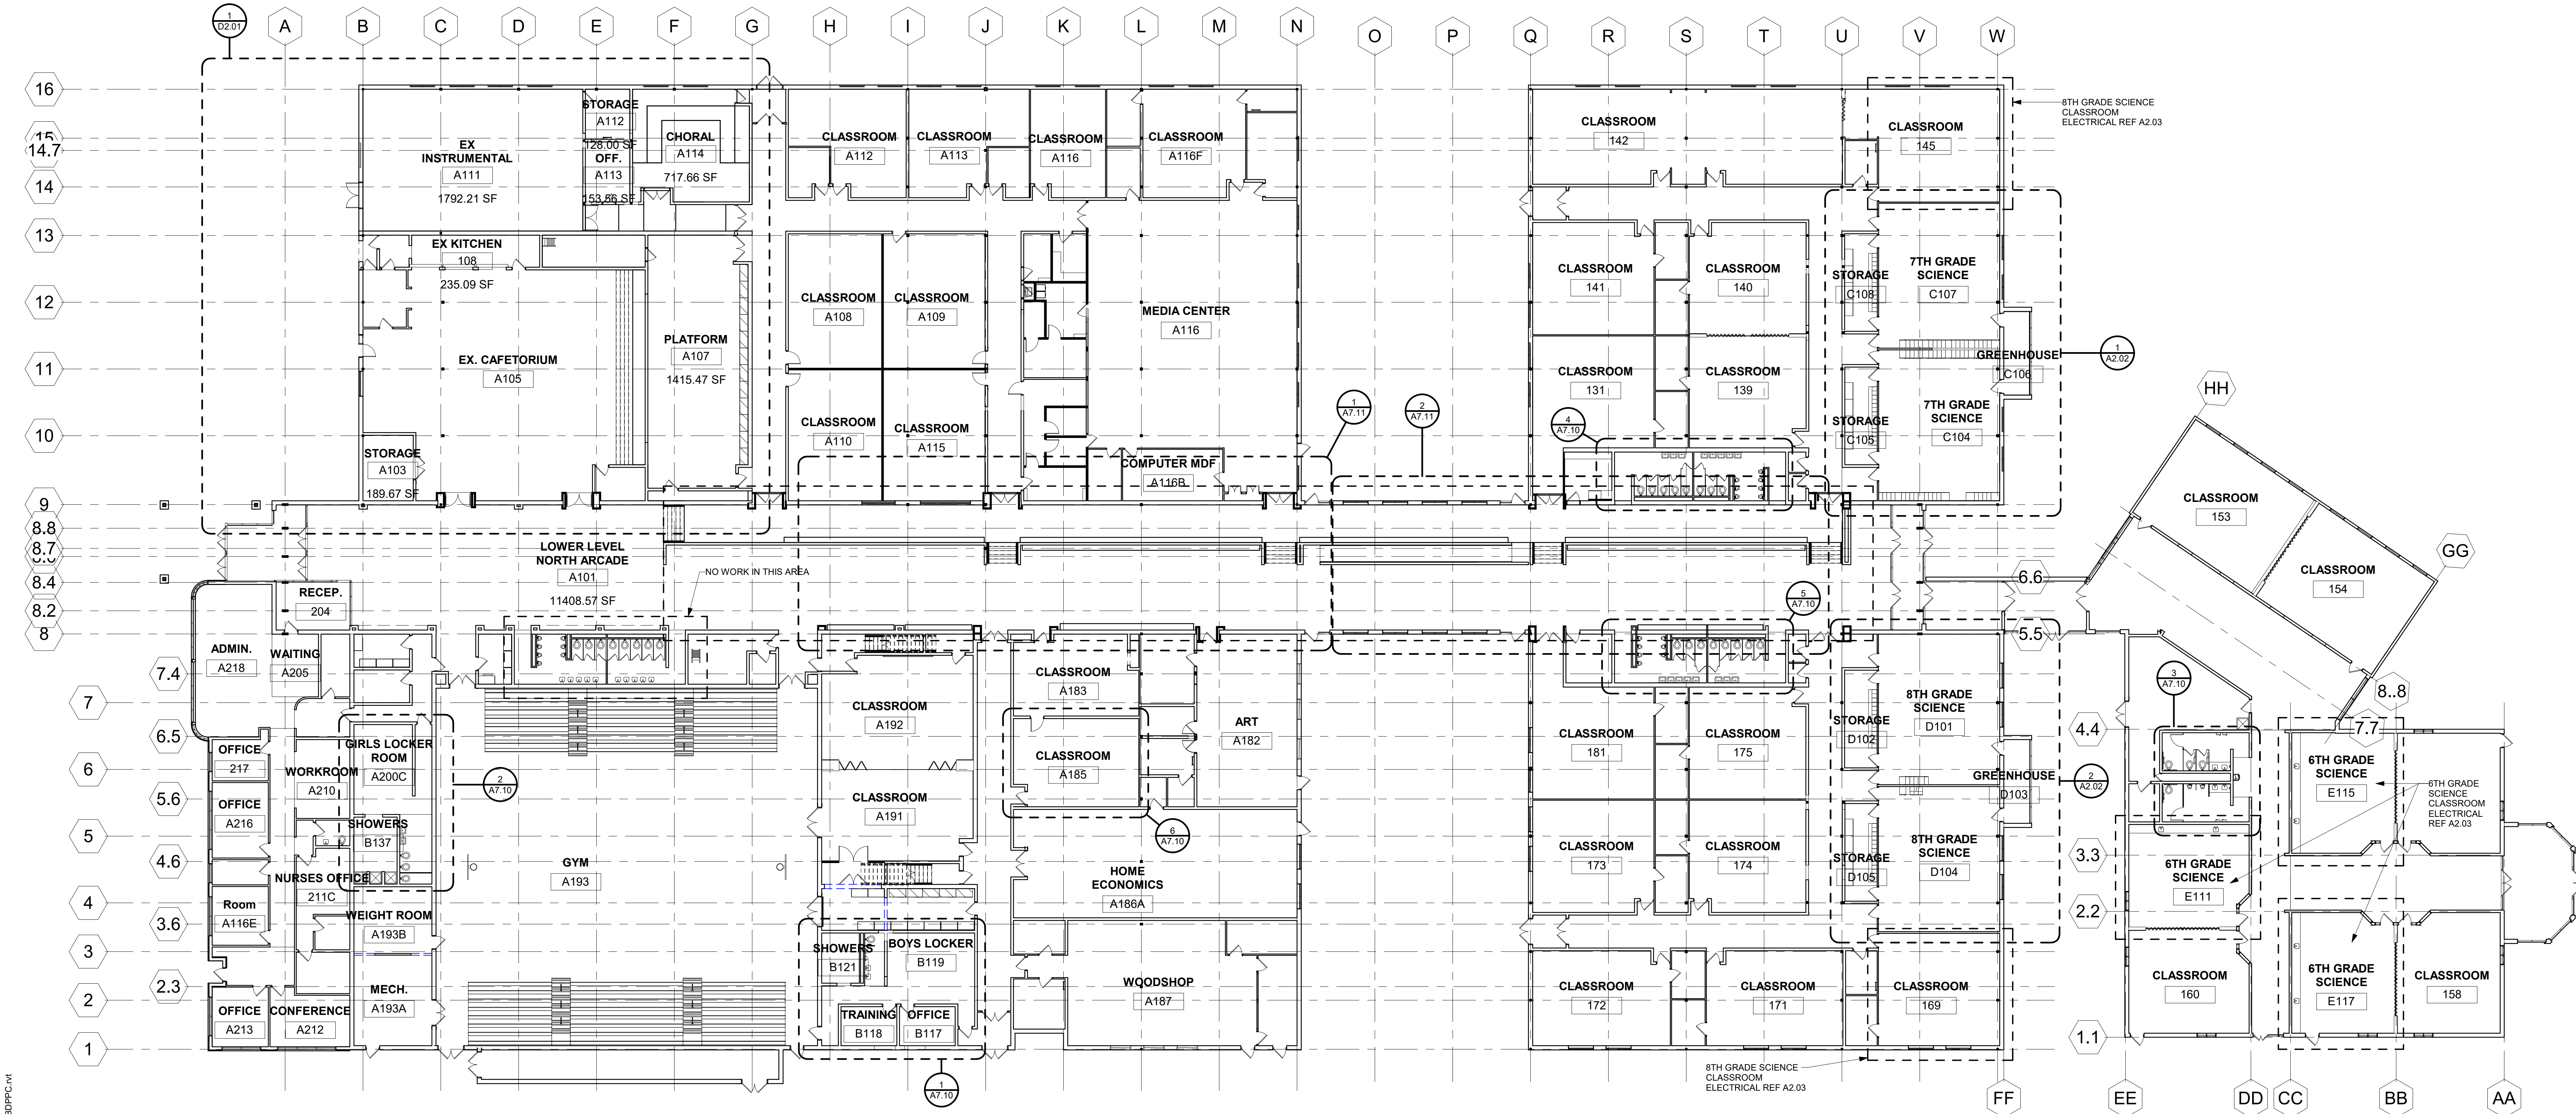 1
D2.01
A
B
C
D
E
F
G
H
I
J
K
L
M
N
O
P
Q
R
S
T
U
V
W
16
15
14.7
14
13
12
11
10
9
8.8
8.7
8.4
8.2
8
7.4
7
6.5
6
5.6
5
4.6
4
3.6
3
2.3
2
1
EX
INSTRUMENTAL
A111
1792.21 SF
STORAGE
A112
128.00 SF
OFF.
A113
153.56 SF
CHORAL
A114
717.66 SF
CLASSROOM
A112
CLASSROOM
A113
CLASSROOM
A116
CLASSROOM
A116F
CLASSROOM
142
CLASSROOM
145
8TH GRADE SCIENCE
CLASSROOM
ELECTRICAL REF A2.03
EX KITCHEN
108
235.09 SF
EX. CAFETORIUM
A105
PLATFORM
A107
1415.47 SF
STORAGE
A103
189.67 SF
CLASSROOM
A108
CLASSROOM
A109
CLASSROOM
A110
CLASSROOM
A115
MEDIA CENTER
A116
COMPUTER MDF
A116B
1
A7.11
2
A7.11
CLASSROOM
141
CLASSROOM
140
CLASSROOM
131
CLASSROOM
139
4
A7.10
STORAGE
C108
7TH GRADE
SCIENCE
C107
GREENHOUSE
C106
STORAGE
C105
7TH GRADE
SCIENCE
C104
1
A2.02
HH
GG
CLASSROOM
153
CLASSROOM
154
6.6
5.5
8..8
7.7
4.4
3.3
2.2
1.1
LOWER LEVEL
NORTH ARCADE
A101
11408.57 SF
NO WORK IN THIS AREA
RECEP.
204
ADMIN.
A218
WAITING
A205
OFFICE
217
WORKROOM
A210
OFFICE
A216
GIRLS LOCKER
ROOM
A200C
2
A7.10
SHOWERS
B137
NURSES OFFICE
211C
Room
A116E
WEIGHT ROOM
A193B
MECH.
A193A
OFFICE
A213
CONFERENCE
A212
GYM
A193
CLASSROOM
A192
CLASSROOM
A191
SHOWERS
B121
BOYS LOCKER
B119
TRAINING
B118
OFFICE
B117
1
A7.10
CLASSROOM
A183
CLASSROOM
A185
6
A7.10
ART
A182
HOME
ECONOMICS
A186A
WOODSHOP
A187
5
A7.10
CLASSROOM
181
CLASSROOM
175
CLASSROOM
173
CLASSROOM
174
CLASSROOM
172
CLASSROOM
171
CLASSROOM
169
8TH GRADE SCIENCE
CLASSROOM
ELECTRICAL REF A2.03
STORAGE
D102
8TH GRADE
SCIENCE
D101
GREENHOUSE
D103
STORAGE
D105
8TH GRADE
SCIENCE
D104
2
A2.02
3
A7.10
6TH GRADE
SCIENCE
E115
6TH GRADE
SCIENCE
CLASSROOM
ELECTRICAL
REF A2.03
6TH GRADE
SCIENCE
E111
6TH GRADE
SCIENCE
E117
CLASSROOM
160
CLASSROOM
158
FF
EE
DD
CC
BB
AA